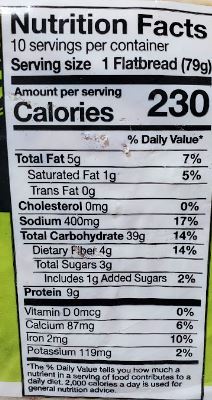 Nutrition Facts
10 servings per container
Serving size 1 Flatbread (79g)
Amount per serving
Calories 230
% Daily Value*
Total Fat 5g 7%
Saturated Fat 1g 5%
Trans Fat 0g
Cholesterol 0mg 0%
Sodium 400mg 17%
Total Carbohydrate 39g 14%
Dietary Fiber 4g 14%
Total Sugars 3g
Includes 1g Added Sugars 2%
Protein 9g
Vitamin D 0mcg 0%
Calcium 87mg 6%
Iron 2mg 10%
Potassium 119mg 2%
*The % Daily Value tells you how much a
nutrient in a serving of food contributes to a
daily diet. 2,000 calories a day is used for
general nutrition advice.